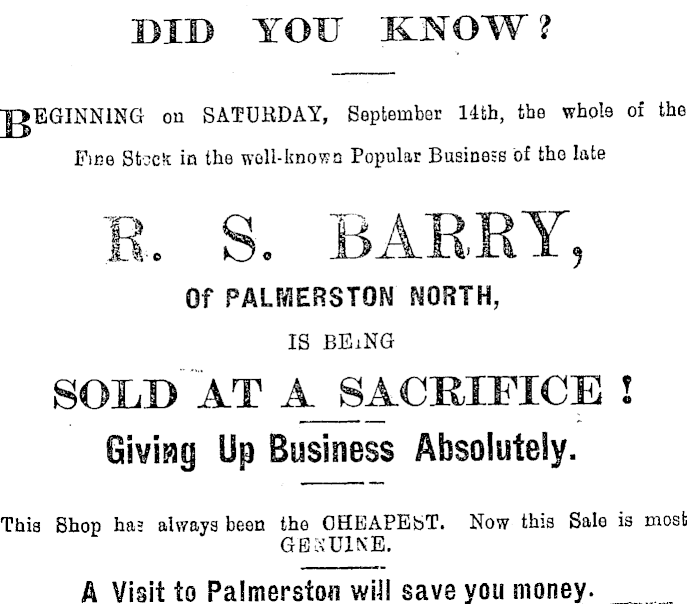 DID YOU KNOW?
BEGINNING on SATURDAY, September 14th, the whole of the
Fine Stock in the well-known Popular Business of the late
R. S. BARRY,
Of PALMERSTON NORTH,
IS BEING
SOLD AT A SACRIFICE!
Giving Up Business Absolutely.
This Shop has always been the CHEAPEST. Now this Sale is most
GENUINE.
A Visit to Palmerston will save you money.